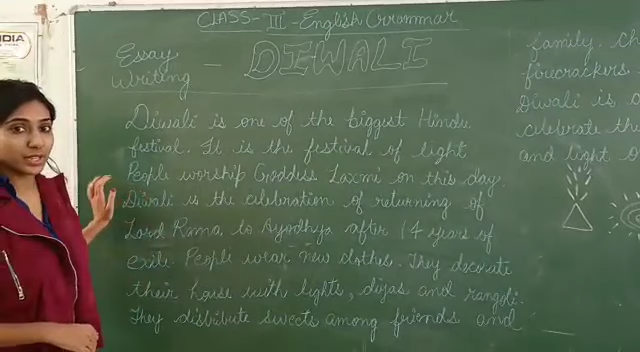 CLASS-III - English Grammar
Essay Writing - DIWALI
Diwali is one of the biggest Hindu
festival. It is the festival of light.
People worship Goddess Laxmi on this day.
Diwali is the celebration of returning of
Lord Rama to Ayodhya after 14 years of
exile. People wear new clothes. They decorate
their house with lights, diyas and rangoli.
They distribute sweets among friends and
family.
firecrackers.
Diwali is
celebrate
and light